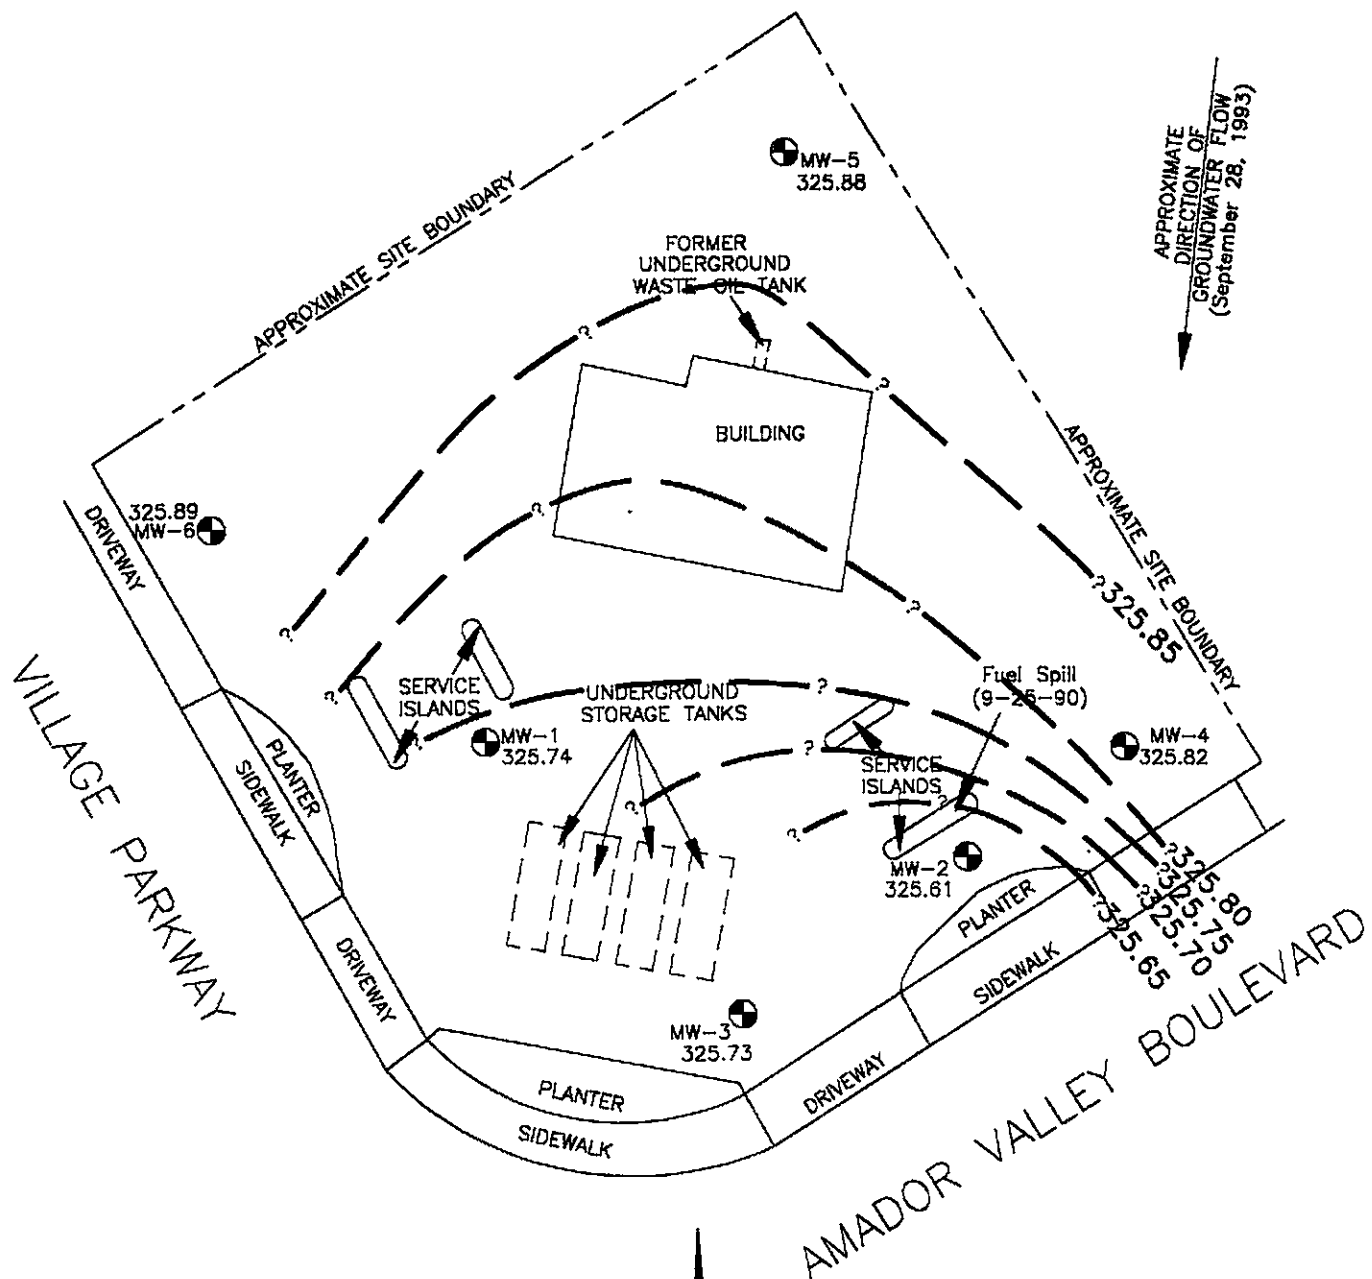 APPROXIMATE
DIRECTION OF
GROUNDWATER FLOW
(September 28, 1993)
MW-5
325.88
APPROXIMATE SITE BOUNDARY
FORMER
UNDERGROUND
WASTE OIL TANK
?
?
BUILDING
APPROXIMATE SITE BOUNDARY
325.89
MW-6
DRIVEWAY
?
?
?
?325.85
?
?
VILLAGE PARKWAY
SERVICE
ISLANDS
UNDERGROUND
STORAGE TANKS
?
Fuel Spill
(9-25-90)
?
MW-1
325.74
MW-4
325.82
PLANTER
SIDEWALK
?
SERVICE
ISLANDS
?
?
?
MW-2
325.61
?325.80
?325.75
?325.70
?325.65
PLANTER
SIDEWALK
DRIVEWAY
MW-3
325.73
DRIVEWAY
PLANTER
SIDEWALK
AMADOR VALLEY BOULEVARD